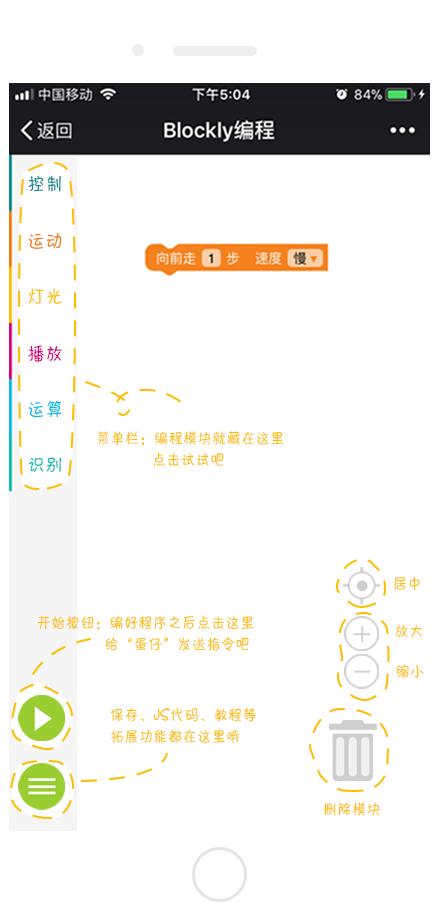 中国移动 下午5:04 84%
返回 Blockly编程
控制
运动
向前走 1 步 速度 慢
灯光
播放
运算
菜单栏：编程模块就藏在这里
点击试试吧
识别
居中
开始按钮：编好程序之后点击这里
给“蛋仔”发送指令吧
放大
缩小
保存、JS代码、教程等
拓展功能都在这里哦
删除模块